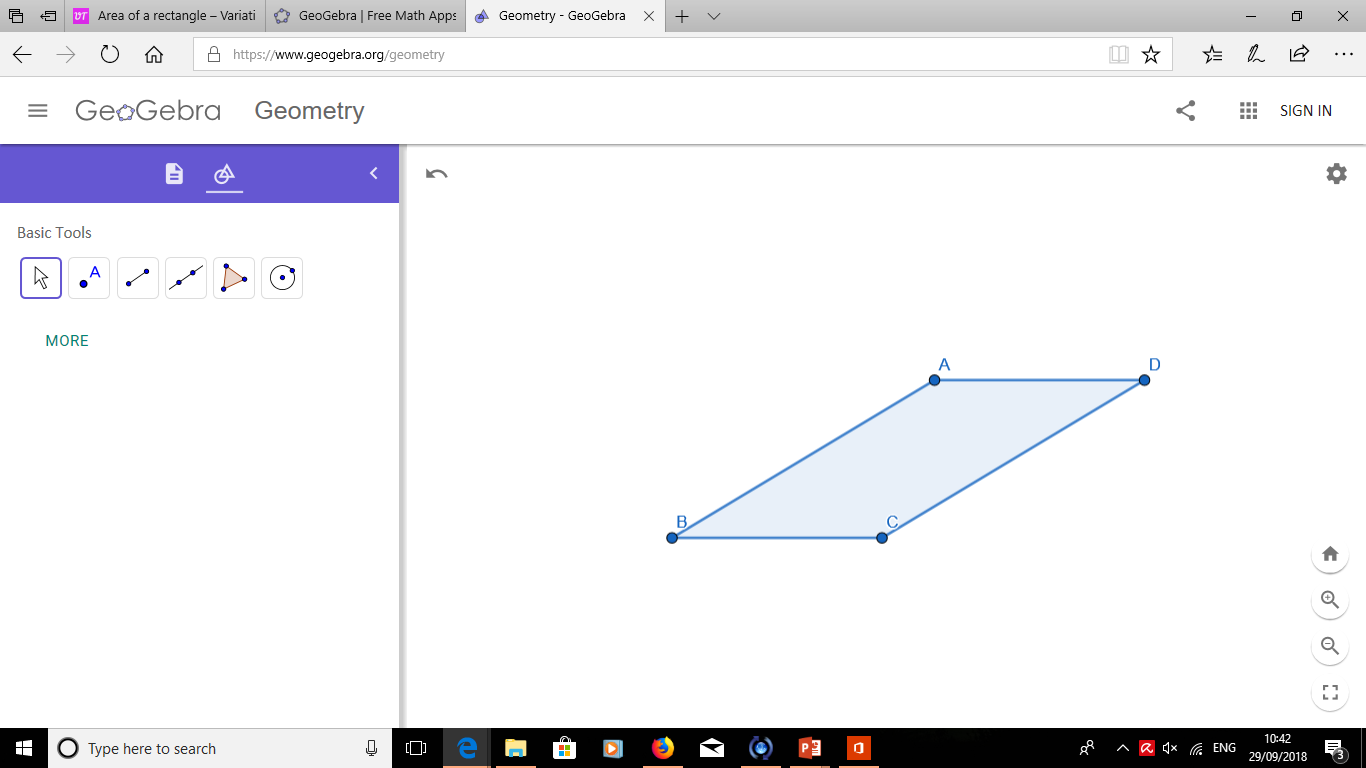 VT Area of a rectangle – Variati
GeoGebra | Free Math Apps
Geometry - GeoGebra
https://www.geogebra.org/geometry
GeoGebra Geometry
SIGN IN
Basic Tools
A
MORE
A
D
B
C
Type here to search
ENG
10:42
29/09/2018
3